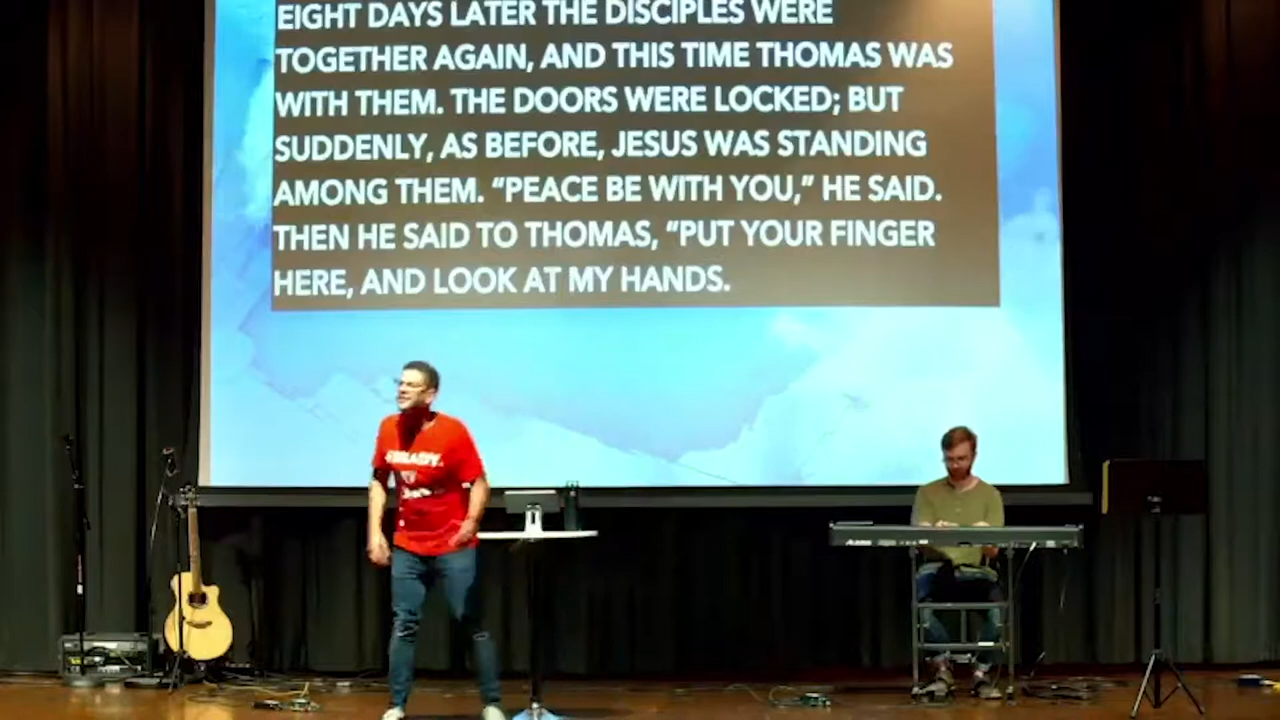 EIGHT DAYS LATER THE DISCIPLES WERE
TOGETHER AGAIN, AND THIS TIME THOMAS WAS
WITH THEM. THE DOORS WERE LOCKED; BUT
SUDDENLY, AS BEFORE, JESUS WAS STANDING
AMONG THEM. “PEACE BE WITH YOU,” HE SAID.
THEN HE SAID TO THOMAS, “PUT YOUR FINGER
HERE, AND LOOK AT MY HANDS.